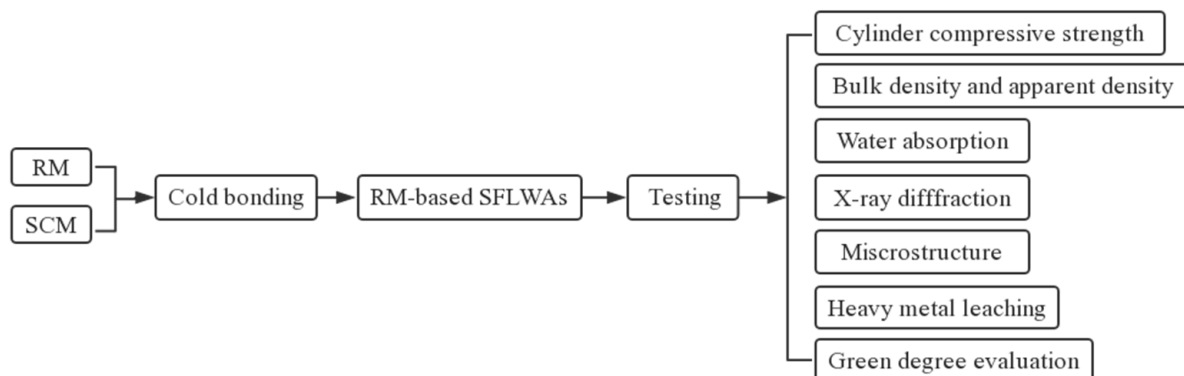 RM
SCM
Cold bonding
RM-based SFLWAs
Testing
Cylinder compressive strength
Bulk density and apparent density
Water absorption
X-ray difffraction
Miscrostructure
Heavy metal leaching
Green degree evaluation